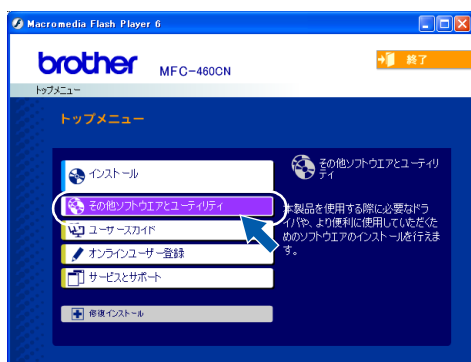 Macromedia Flash Player 6
brother MFC-460CN
終了
トップメニュー
トップメニュー
インストール
その他ソフトウエアとユーティリティ
ユーザーズガイド
オンラインユーザー登録
サービスとサポート
修復インストール
その他ソフトウエアとユーティリ
ティ
本製品を使用する際に必要なドラ
イバや、より便利に使用していただくた
めのソフトウエアのインストールを行えま
す。